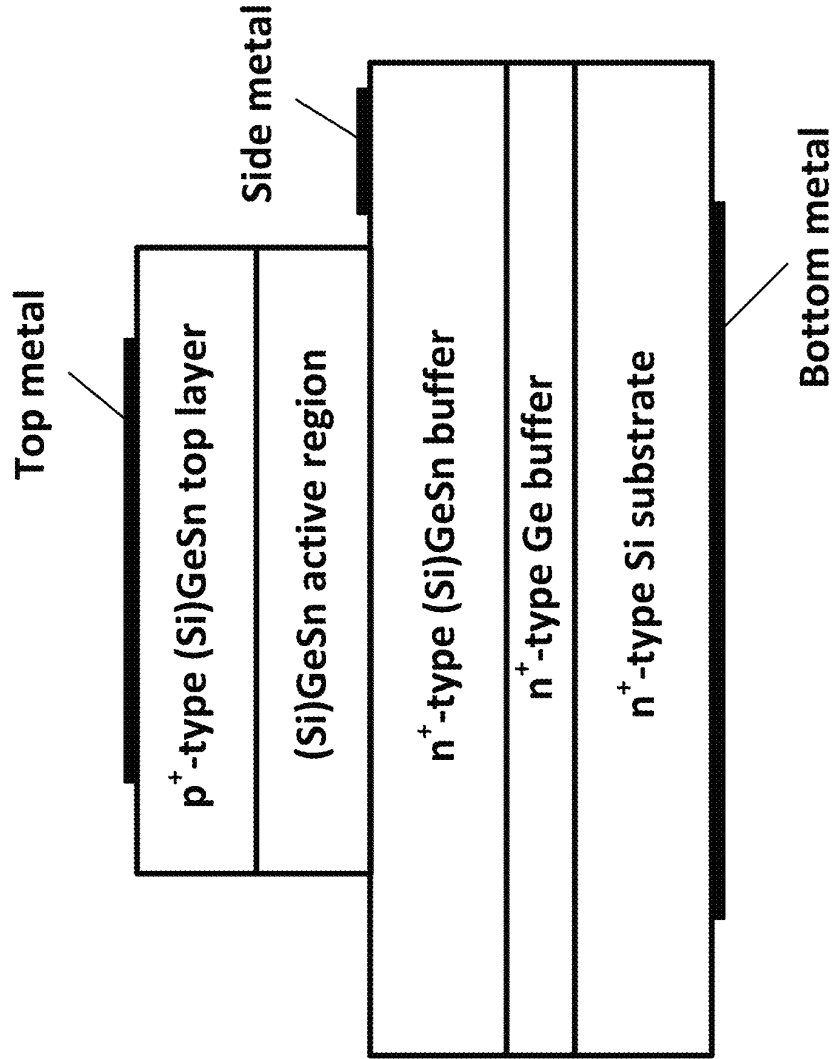 Top metal
Side metal
p⁺-type (Si)GeSn top layer
(Si)GeSn active region
n⁺-type (Si)GeSn buffer
n⁺-type Ge buffer
n⁺-type Si substrate
Bottom metal